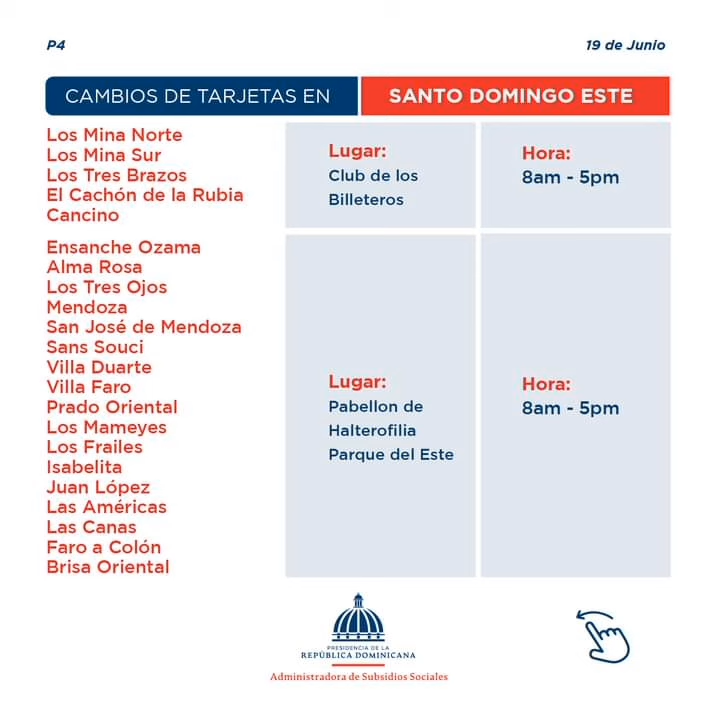 P4
19 de Junio
CAMBIOS DE TARJETAS EN
SANTO DOMINGO ESTE
Los Mina Norte
Los Mina Sur
Los Tres Brazos
El Cachón de la Rubia
Cancino
Lugar:
Club de los
Billeteros
Hora:
8am - 5pm
Ensanche Ozama
Alma Rosa
Los Tres Ojos
Mendoza
San José de Mendoza
Sans Souci
Villa Duarte
Villa Faro
Prado Oriental
Los Mameyes
Los Frailes
Isabelita
Juan López
Las Américas
Las Canas
Faro a Colón
Brisa Oriental
Lugar:
Pabellon de
Halterofilia
Parque del Este
Hora:
8am - 5pm
PRESIDENCIA DE LA
REPÚBLICA DOMINICANA
Administradora de Subsidios Sociales